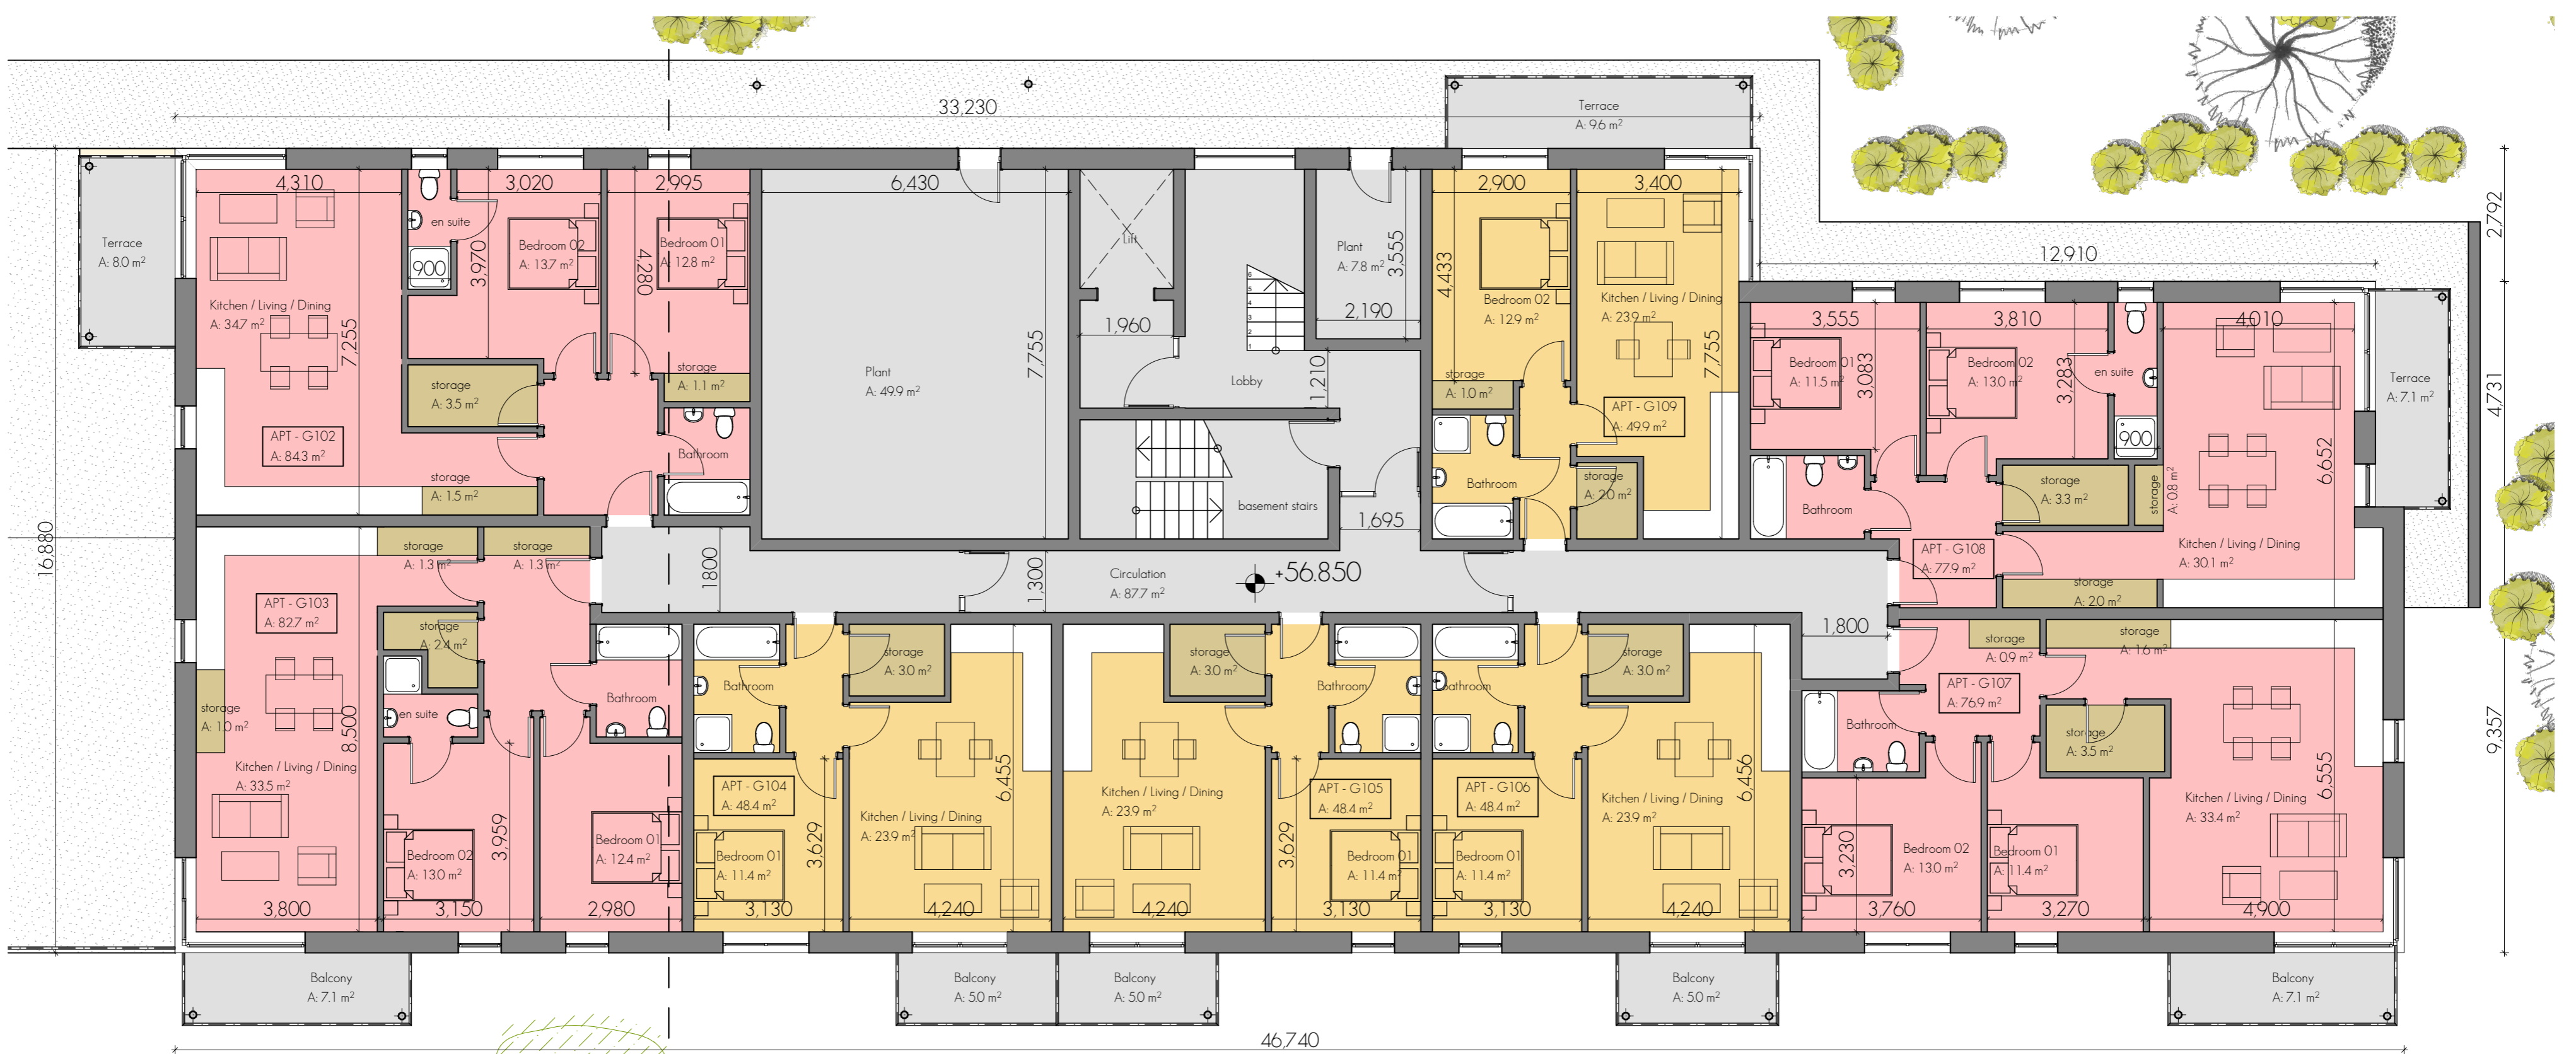 33,230
Terrace
A: 9.6 m²
4,310
3,020
2,995
6,430
2,900
3,400
2,792
Terrace
A: 8.0 m²
en suite
900
3,970
Bedroom 02
A: 13.7 m²
4,280
Bedroom 01
A: 12.8 m²
Kitchen / Living / Dining
A: 34.7 m²
7,255
storage
A: 3.5 m²
storage
A: 1.1 m²
APT - G102
A: 84.3 m²
storage
A: 1.5 m²
Bathroom
Plant
A: 49.9 m²
7,755
Lift
1,960
6
5
4
3
2
1
Lobby
1,210
Plant
A: 7.8 m²
3,555
2,190
basement stairs
1,695
4,433
Bedroom 02
A: 12.9 m²
Kitchen / Living / Dining
A: 23.9 m²
7,755
storage
A: 1.0 m²
APT - G109
A: 49.9 m²
Bathroom
storage
A: 2.0 m²
12,910
3,555
3,810
4,010
Bedroom 01
A: 11.5 m²
3,083
Bedroom 02
A: 13.0 m²
3,283
en suite
900
Terrace
A: 7.1 m²
4,731
6,652
storage
A: 3.3 m²
storage
A: 0.8 m²
Bathroom
Kitchen / Living / Dining
A: 30.1 m²
APT - G108
A: 77.9 m²
storage
A: 2.0 m²
16,880
storage
A: 1.3 m²
storage
A: 1.3 m²
1800
1,300
Circulation
A: 87.7 m²
+56.850
APT - G103
A: 82.7 m²
storage
A: 2.4 m²
storage
A: 1.0 m²
en suite
Bathroom
8,500
Kitchen / Living / Dining
A: 33.5 m²
Bedroom 02
A: 13.0 m²
3,959
Bedroom 01
A: 12.4 m²
3,800
3,150
2,980
Bathroom
storage
A: 3.0 m²
APT - G104
A: 48.4 m²
Bedroom 01
A: 11.4 m²
3,629
Kitchen / Living / Dining
A: 23.9 m²
6,455
3,130
4,240
storage
A: 3.0 m²
Bathroom
Kitchen / Living / Dining
A: 23.9 m²
3,629
APT - G105
A: 48.4 m²
Bedroom 01
A: 11.4 m²
4,240
3,130
Bathroom
storage
A: 3.0 m²
APT - G106
A: 48.4 m²
Bedroom 01
A: 11.4 m²
Kitchen / Living / Dining
A: 23.9 m²
6,456
3,130
4,240
1,800
storage
A: 0.9 m²
storage
A: 1.6 m²
APT - G107
A: 76.9 m²
Bathroom
storage
A: 3.5 m²
3,230
Bedroom 02
A: 13.0 m²
Bedroom 01
A: 11.4 m²
Kitchen / Living / Dining
A: 33.4 m²
6,555
9,357
3,760
3,270
4,900
Balcony
A: 7.1 m²
Balcony
A: 5.0 m²
Balcony
A: 5.0 m²
Balcony
A: 5.0 m²
Balcony
A: 7.1 m²
46,740